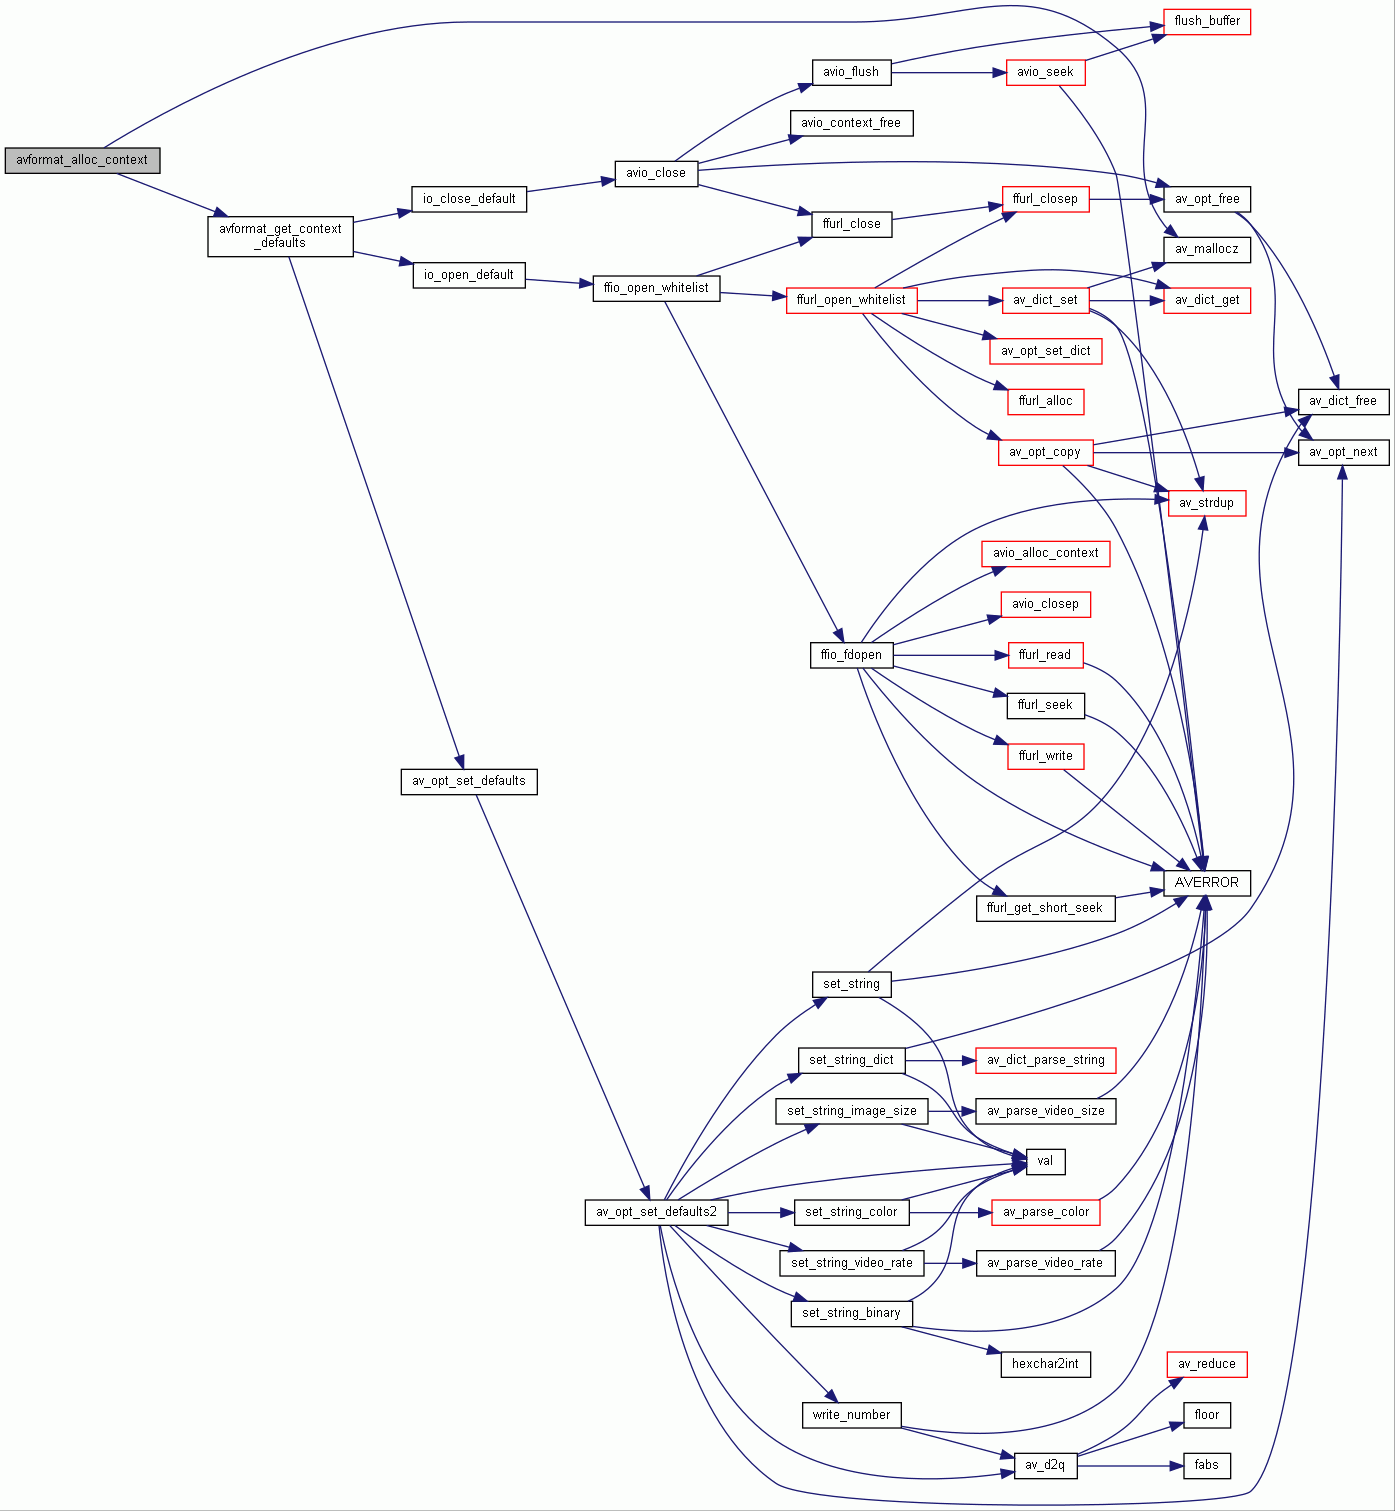 flush_buffer
avio_flush
avio_seek
avio_context_free
avformat_alloc_context
avio_close
io_close_default
ffurl_closep
av_opt_free
ffurl_close
avformat_get_context
_defaults
av_mallocz
io_open_default
ffio_open_whitelist
ffurl_open_whitelist
av_dict_set
av_dict_get
av_opt_set_dict
ffurl_alloc
av_dict_free
av_opt_copy
av_opt_next
av_strdup
avio_alloc_context
avio_closep
ffio_fdopen
ffurl_read
ffurl_seek
ffurl_write
av_opt_set_defaults
AVERROR
ffurl_get_short_seek
set_string
set_string_dict
av_dict_parse_string
set_string_image_size
av_parse_video_size
val
av_opt_set_defaults2
set_string_color
av_parse_color
set_string_video_rate
av_parse_video_rate
set_string_binary
hexchar2int
av_reduce
write_number
floor
av_d2q
fabs